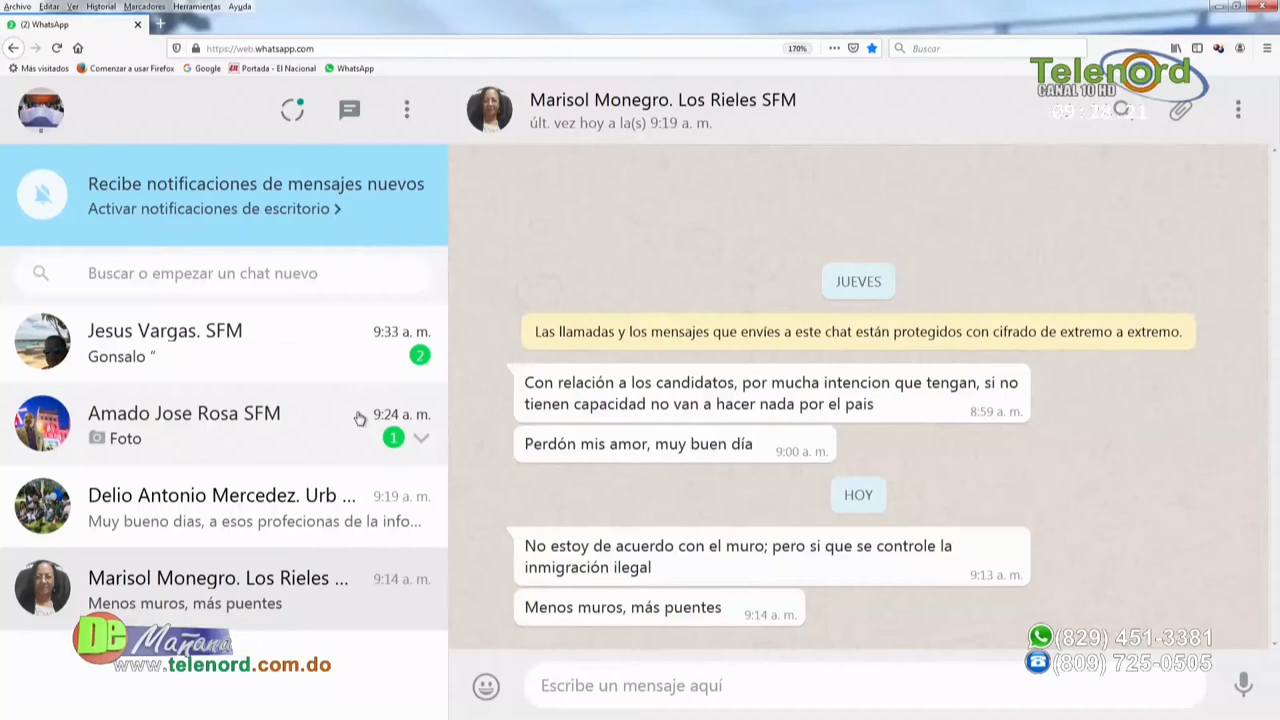 Archivo Editar Ver Historial Marcadores Herramientas Ayuda
(2) WhatsApp
https://web.whatsapp.com
170%
Buscar
Más visitados Comenzar a usar Firefox Google Portada - El Nacional WhatsApp
Telenord
CANAL 10 HD
Marisol Monegro. Los Rieles SFM
últ. vez hoy a la(s) 9:19 a. m.
Recibe notificaciones de mensajes nuevos
Activar notificaciones de escritorio >
Buscar o empezar un chat nuevo
Jesus Vargas. SFM 9:33 a. m.
Gonsalo “ 2
Amado Jose Rosa SFM 9:24 a. m.
Foto 1
Delio Antonio Mercedez. Urb ... 9:19 a. m.
Muy bueno dias, a esos profecionas de la info...
Marisol Monegro. Los Rieles ... 9:14 a. m.
Menos muros, más puentes
JUEVES
Las llamadas y los mensajes que envíes a este chat están protegidos con cifrado de extremo a extremo.
Con relación a los candidatos, por mucha intencion que tengan, si no
tienen capacidad no van a hacer nada por el pais
8:59 a. m.
Perdón mis amor, muy buen día
9:00 a. m.
HOY
No estoy de acuerdo con el muro; pero si que se controle la
inmigración ilegal
9:13 a. m.
Menos muros, más puentes
9:14 a. m.
Escribe un mensaje aquí
De Mañana
www.telenord.com.do
(829) 451-3381
(809) 725-0505